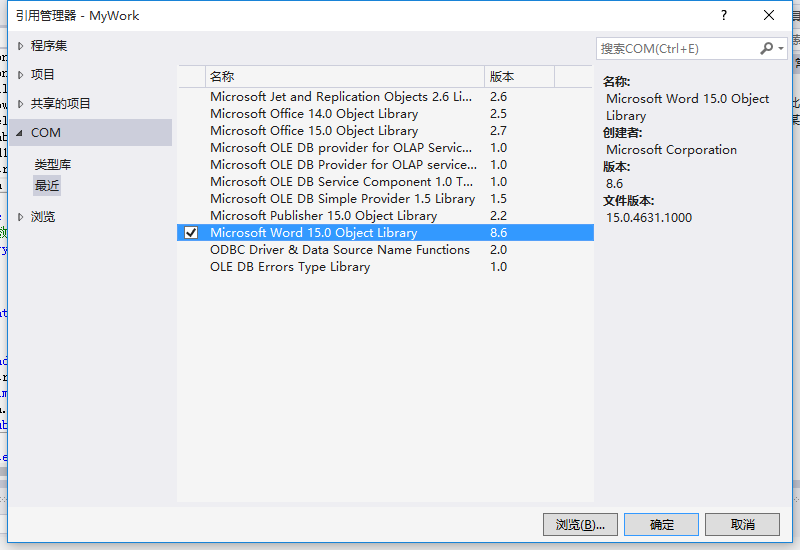 引用管理器 - MyWork
程序集
项目
共享的项目
COM
类型库
最近
浏览
搜索COM(Ctrl+E)
名称 版本
Microsoft Jet and Replication Objects 2.6 Li... 2.6
Microsoft Office 14.0 Object Library 2.5
Microsoft Office 15.0 Object Library 2.7
Microsoft OLE DB provider for OLAP Servic... 1.0
Microsoft OLE DB Provider for OLAP service... 1.0
Microsoft OLE DB Service Component 1.0 T... 1.0
Microsoft OLE DB Simple Provider 1.5 Library 1.5
Microsoft Publisher 15.0 Object Library 2.2
Microsoft Word 15.0 Object Library 8.6
ODBC Driver & Data Source Name Functions 2.0
OLE DB Errors Type Library 1.0
名称:
Microsoft Word 15.0 Object
Library
创建者:
Microsoft Corporation
版本:
8.6
文件版本:
15.0.4631.1000
浏览(B)... 确定 取消